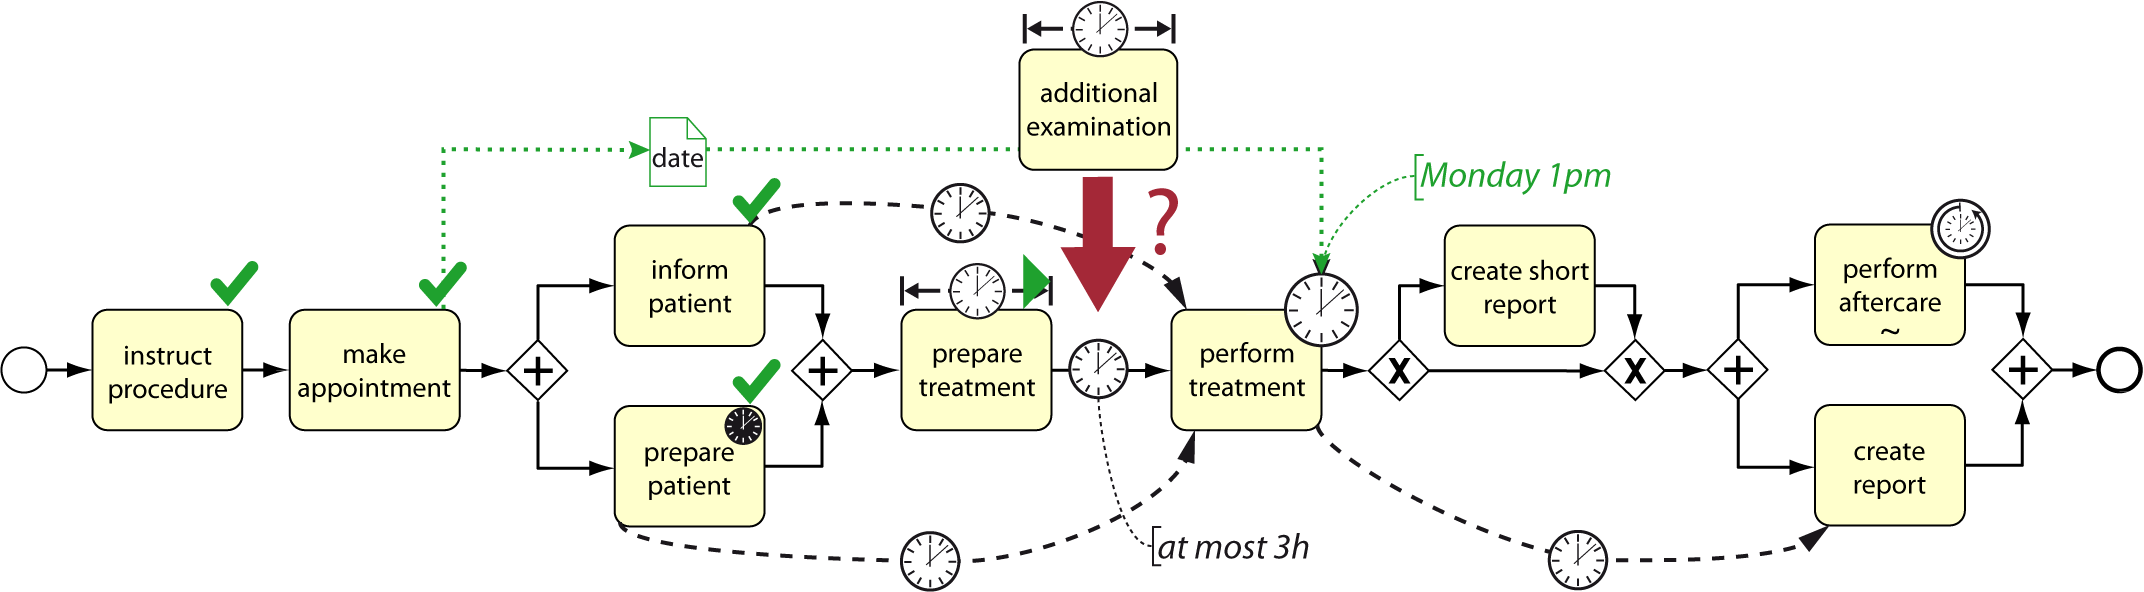 additional
examination
date
?
Monday 1pm
inform
patient
create short
report
perform
aftercare
~
instruct
procedure
make
appointment
+
+
prepare
treatment
perform
treatment
X
X
+
+
prepare
patient
create
report
at most 3h